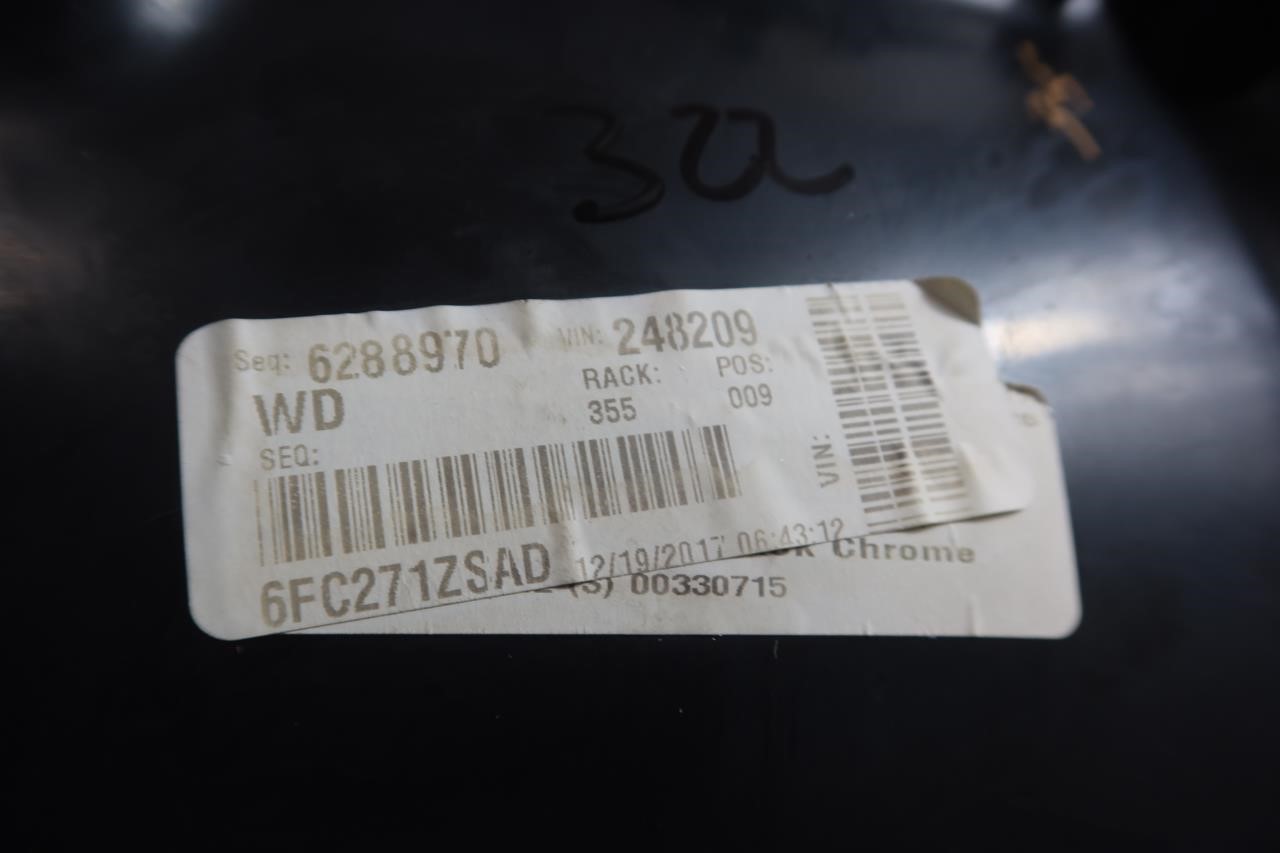 322
Seq: 6288970 VIN: 248209
WD RACK: POS:
355 009
SEQ:
VIN:
6FC271ZSAD 12/19/2017 06:43:12
Chrome
(S) 00330715